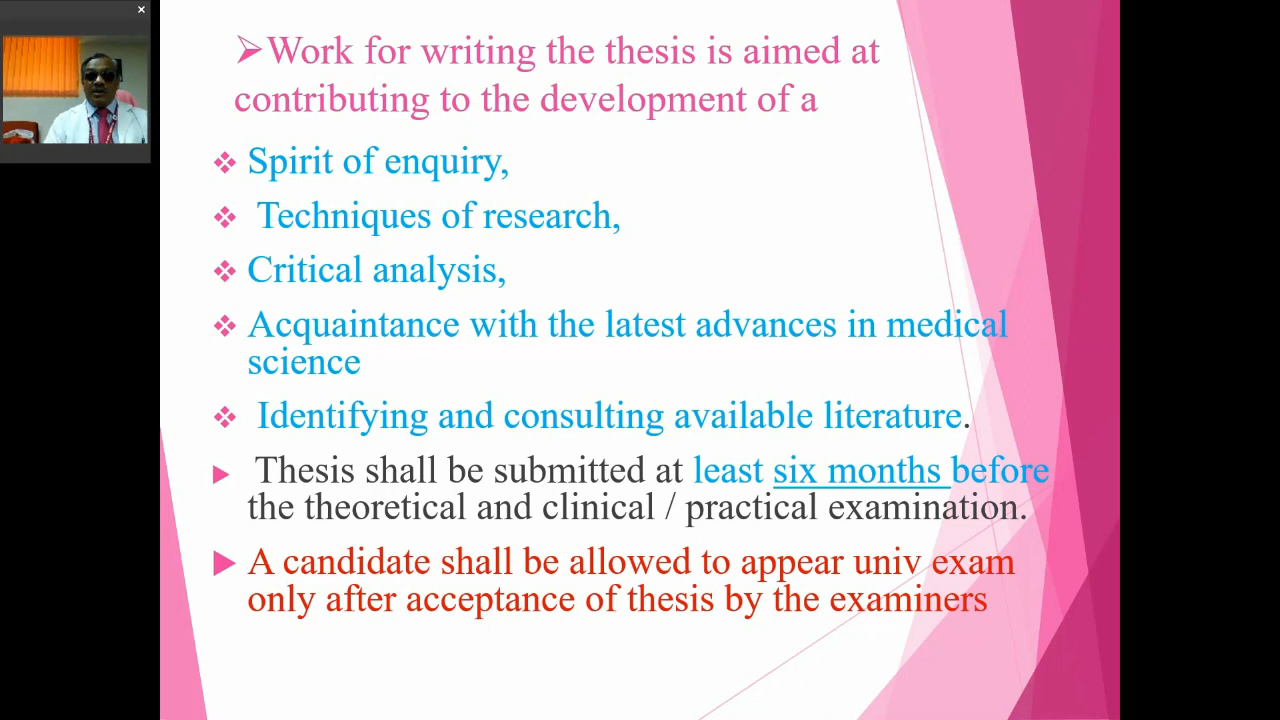 ➢Work for writing the thesis is aimed at
contributing to the development of a
❖ Spirit of enquiry,
❖ Techniques of research,
❖ Critical analysis,
❖ Acquaintance with the latest advances in medical
science
❖ Identifying and consulting available literature.
▶ Thesis shall be submitted at least six months before
the theoretical and clinical / practical examination.
▶ A candidate shall be allowed to appear univ exam
only after acceptance of thesis by the examiners